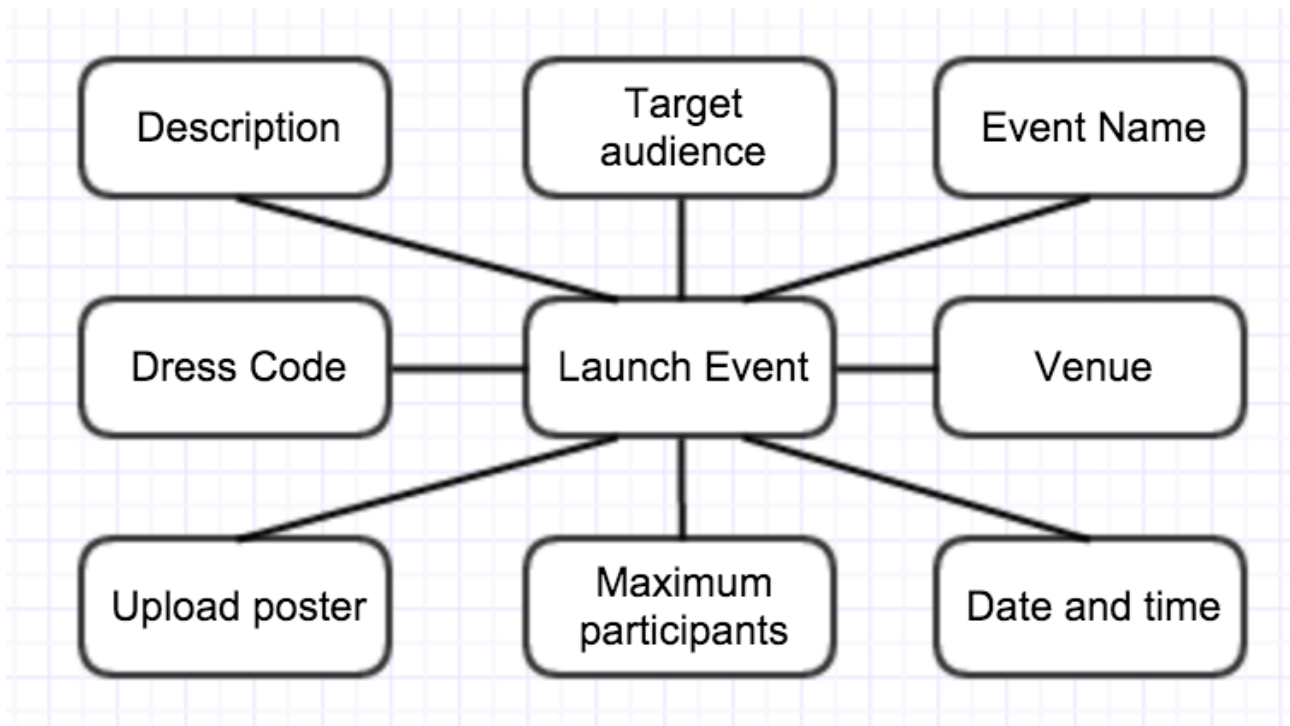 Description
Target
audience
Event Name
Dress Code
Launch Event
Venue
Upload poster
Maximum
participants
Date and time